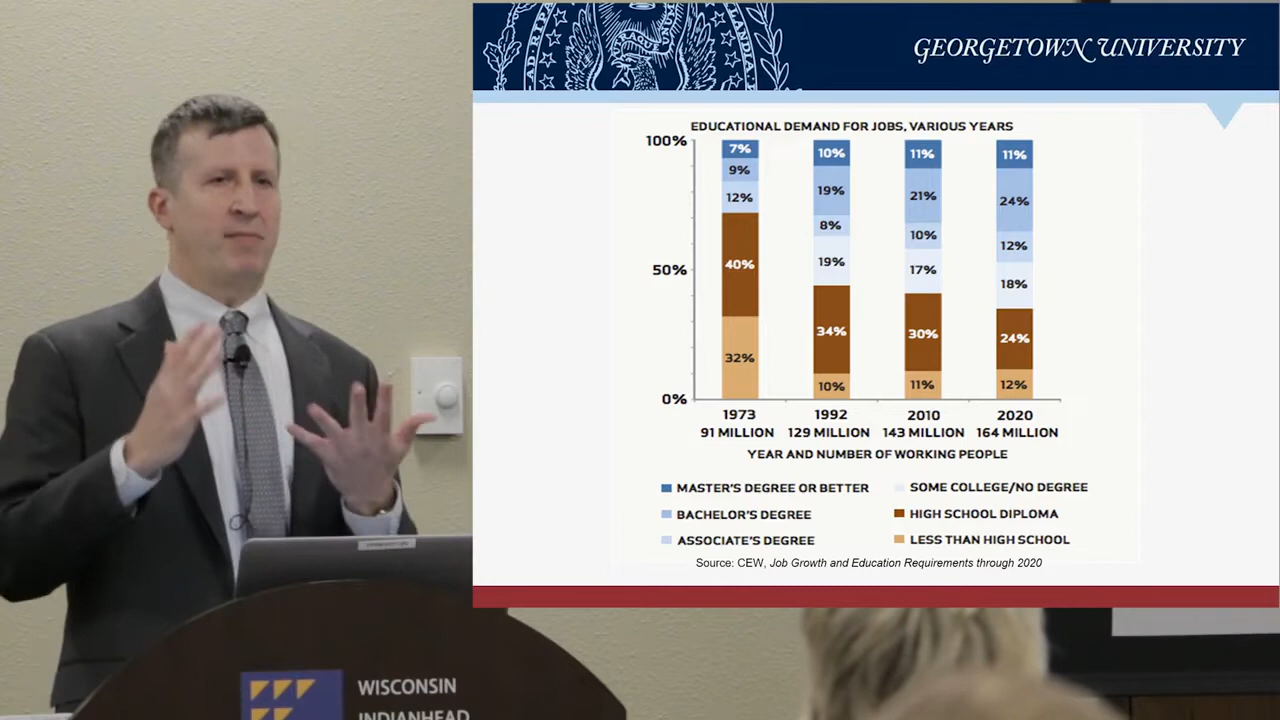 GEORGETOWN UNIVERSITY
EDUCATIONAL DEMAND FOR JOBS, VARIOUS YEARS
100%
50%
0%
7%
9%
12%
40%
32%
10%
19%
8%
19%
34%
10%
11%
21%
10%
17%
30%
11%
11%
24%
12%
18%
24%
12%
1973
91 MILLION
1992
129 MILLION
2010
143 MILLION
2020
164 MILLION
YEAR AND NUMBER OF WORKING PEOPLE
MASTER'S DEGREE OR BETTER
BACHELOR'S DEGREE
ASSOCIATE'S DEGREE
SOME COLLEGE/NO DEGREE
HIGH SCHOOL DIPLOMA
LESS THAN HIGH SCHOOL
Source: CEW, Job Growth and Education Requirements through 2020
WISCONSIN
INDIANHEAD